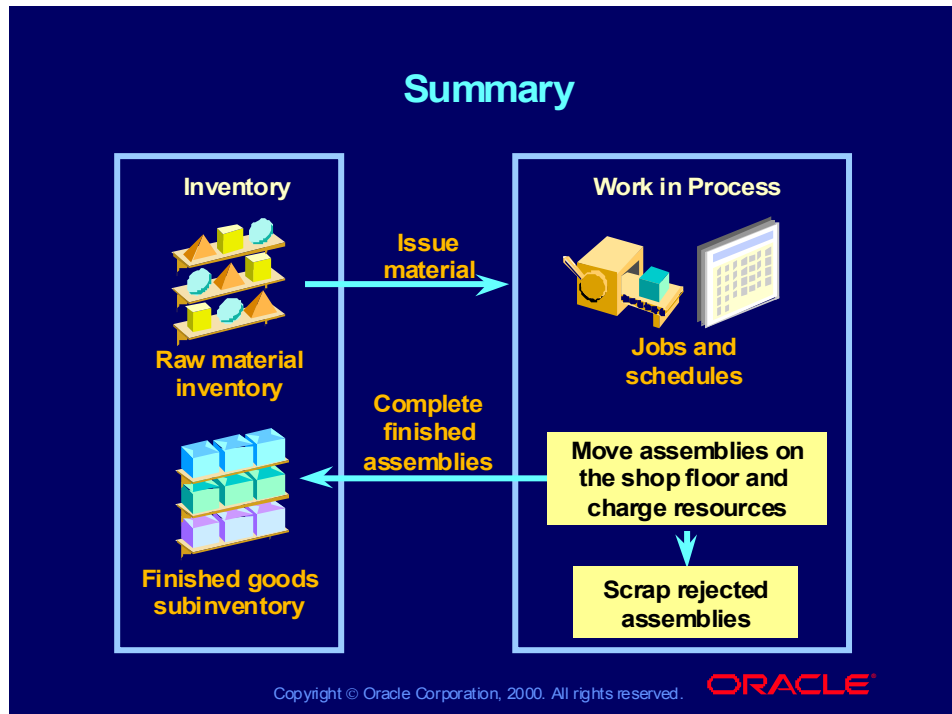 Summary
Inventory
Raw material
inventory
Finished goods
subinventory
Issue
material
Complete
finished
assemblies
Work in Process
Jobs and
schedules
Move assemblies on
the shop floor and
charge resources
Scrap rejected
assemblies
Copyright © Oracle Corporation, 2000. All rights reserved.
ORACLE®